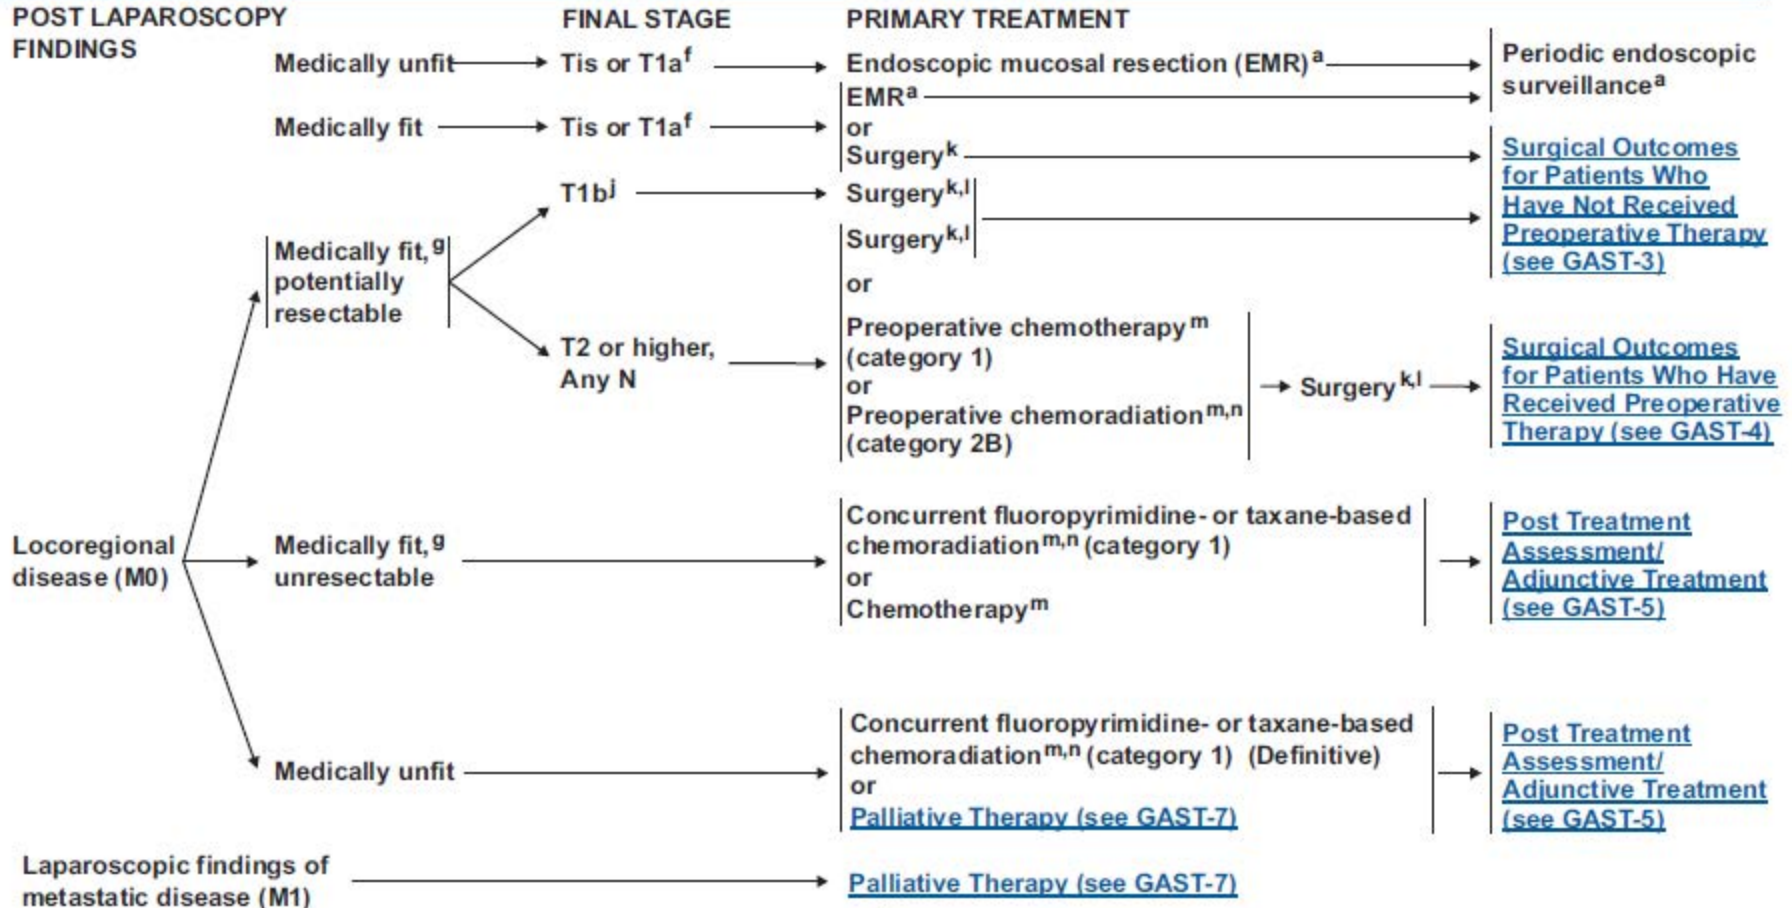 POST LAPAROSCOPY
FINDINGS
FINAL STAGE
PRIMARY TREATMENT
Medically unfit
Tis or T1aᶠ
Endoscopic mucosal resection (EMR)ᵃ
Periodic endoscopic
surveillanceᵃ
Medically fit
Tis or T1aᶠ
EMRᵃ
or
Surgeryᵏ
Surgical Outcomes
for Patients Who
Have Not Received
Preoperative Therapy
(see GAST-3)
Medically fit,ᵍ
potentially
resectable
T1bʲ
Surgeryᵏ,ˡ
T2 or higher,
Any N
Surgeryᵏ,ˡ
or
Preoperative chemotherapyᵐ
(category 1)
or
Preoperative chemoradiationᵐ,ⁿ
(category 2B)
Surgeryᵏ,ˡ
Surgical Outcomes
for Patients Who Have
Received Preoperative
Therapy (see GAST-4)
Locoregional
disease (M0)
Medically fit,ᵍ
unresectable
Concurrent fluoropyrimidine- or taxane-based
chemoradiationᵐ,ⁿ (category 1)
or
Chemotherapyᵐ
Post Treatment
Assessment/
Adjunctive Treatment
(see GAST-5)
Medically unfit
Concurrent fluoropyrimidine- or taxane-based
chemoradiationᵐ,ⁿ (category 1) (Definitive)
or
Palliative Therapy (see GAST-7)
Post Treatment
Assessment/
Adjunctive Treatment
(see GAST-5)
Laparoscopic findings of
metastatic disease (M1)
Palliative Therapy (see GAST-7)